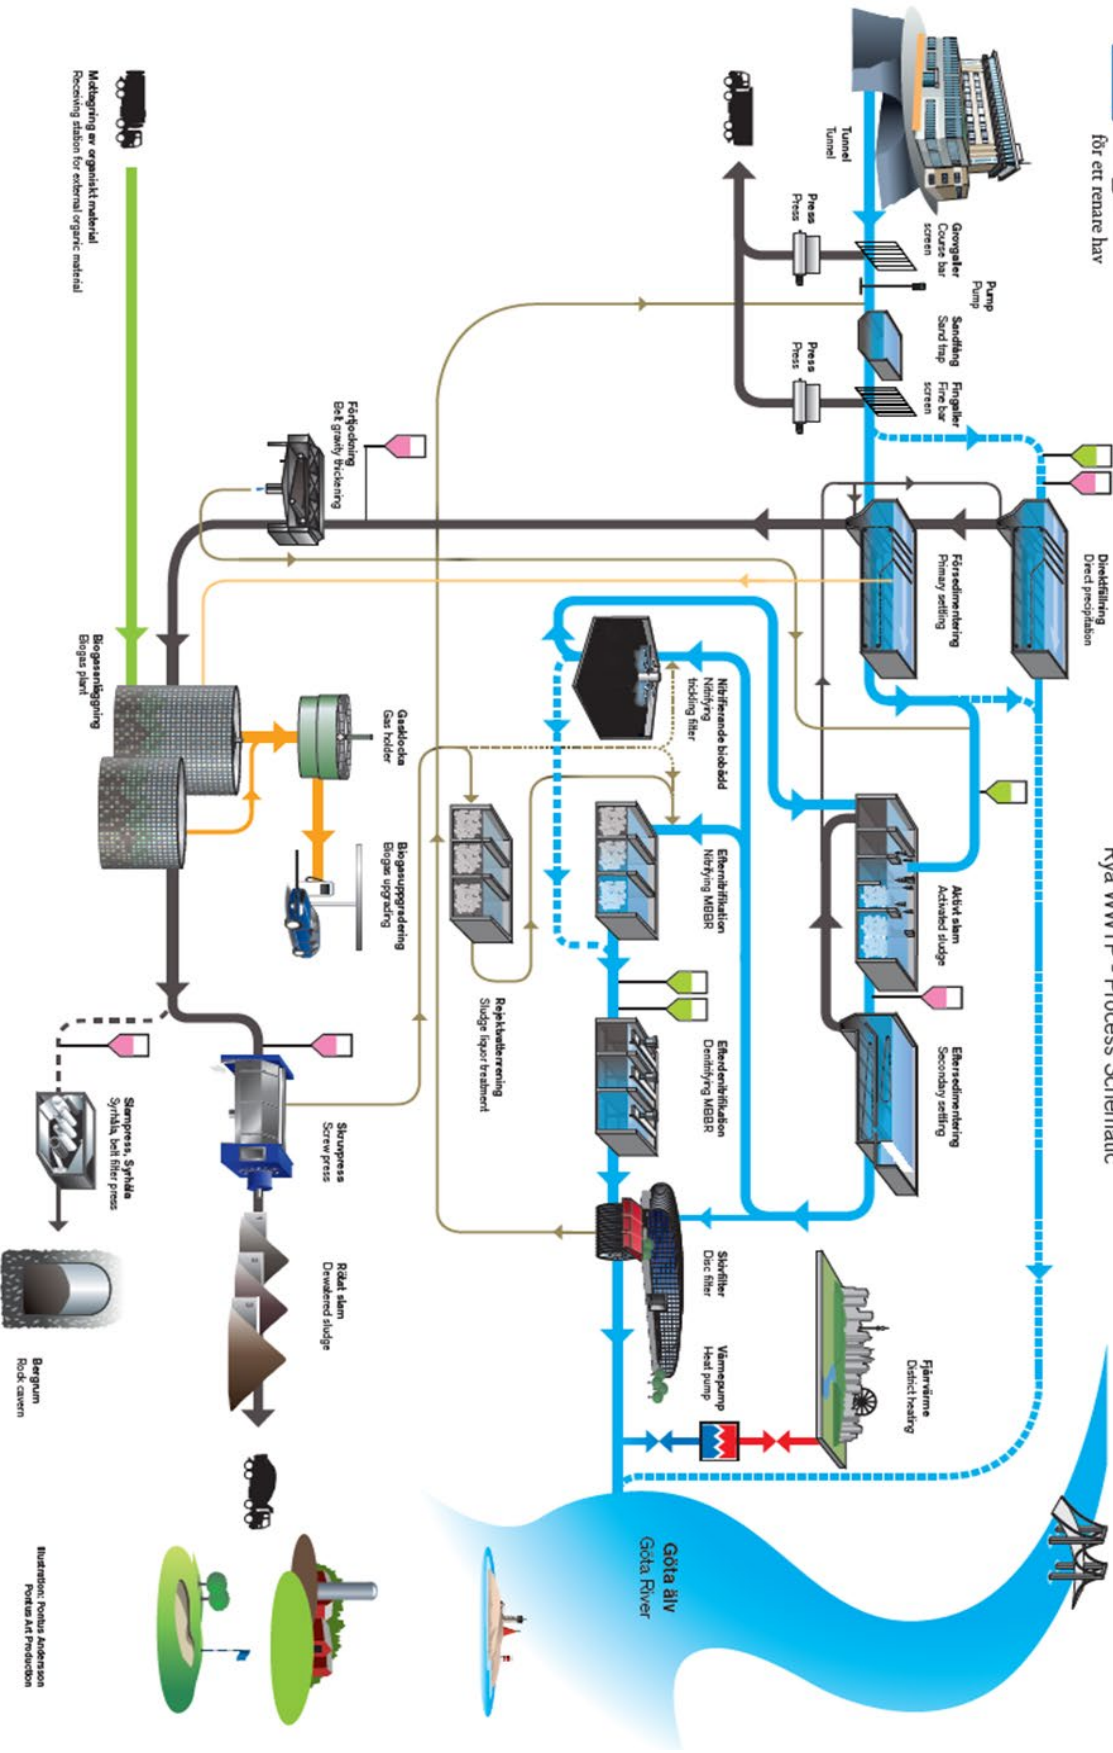 för ett renare hav
Rya WWTP - Process Schematic
Tunnel
Tunnel
Grovgaller
Course bar
screen
Pump
Pump
Sandfång
Sand trap
Fingaller
Fine bar
screen
Press
Press
Press
Press
Direktfällning
Direct precipitation
Försedimentering
Primary settling
Aktivt slam
Activated sludge
Eftersedimentering
Secondary settling
Nitrifierande biobädd
Nitrifying
trickling filter
Efternitrifikation
Nitrifying MBBR
Efterdenitrifikation
Denitrifying MBBR
Skivfilter
Disc filter
Värmepump
Heat pump
Fjärrvärme
District heating
Göta älv
Göta River
Rejektvattenrening
Sludge liquor treatment
Förtjockning
Belt gravity thickening
Mottagning av organiskt material
Receiving station for external organic material
Biogasanläggning
Biogas plant
Gasklocka
Gas holder
Biogasuppgradering
Biogas upgrading
Skruvpress
Screw press
Rötat slam
Dewatered sludge
Slampress, Syrhåla
Syrhåla, belt filter press
Bergrum
Rock cavern
Illustration: Pontus Andersson
Pontus Art Production